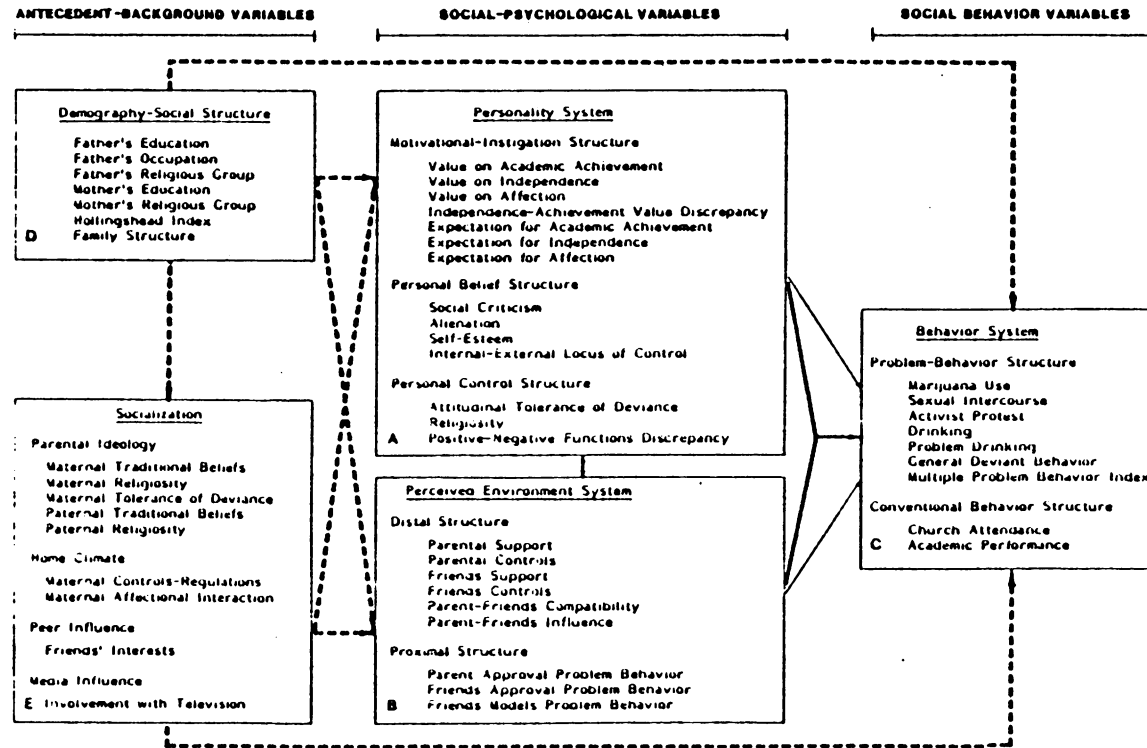 ANTECEDENT-BACKGROUND VARIABLES
SOCIAL-PSYCHOLOGICAL VARIABLES
SOCIAL BEHAVIOR VARIABLES
Demography-Social Structure
Father's Education
Father's Occupation
Father's Religious Group
Mother's Education
Mother's Religious Group
Hollingshead Index
D Family Structure
Socialization
Parental Ideology
Maternal Traditional Beliefs
Maternal Religiosity
Maternal Tolerance of Deviance
Paternal Traditional Beliefs
Paternal Religiosity
Home Climate
Maternal Controls-Regulations
Maternal Affectional Interaction
Peer Influence
Friends' Interests
Media Influence
E Involvement with Television
Personality System
Motivational-Instigation Structure
Value on Academic Achievement
Value on Independence
Value on Affection
Independence-Achievement Value Discrepancy
Expectation for Academic Achievement
Expectation for Independence
Expectation for Affection
Personal Belief Structure
Social Criticism
Alienation
Self-Esteem
Internal-External Locus of Control
Personal Control Structure
Attitudinal Tolerance of Deviance
Religiosity
A Positive-Negative Functions Discrepancy
Perceived Environment System
Distal Structure
Parental Support
Parental Controls
Friends Support
Friends Controls
Parent-Friends Compatibility
Parent-Friends Influence
Proximal Structure
Parent Approval Problem Behavior
Friends Approval Problem Behavior
B Friends Models Problem Behavior
Behavior System
Problem-Behavior Structure
Marijuana Use
Sexual Intercourse
Activist Protest
Drinking
Problem Drinking
General Deviant Behavior
Multiple Problem Behavior Index
Conventional Behavior Structure
Church Attendance
C Academic Performance